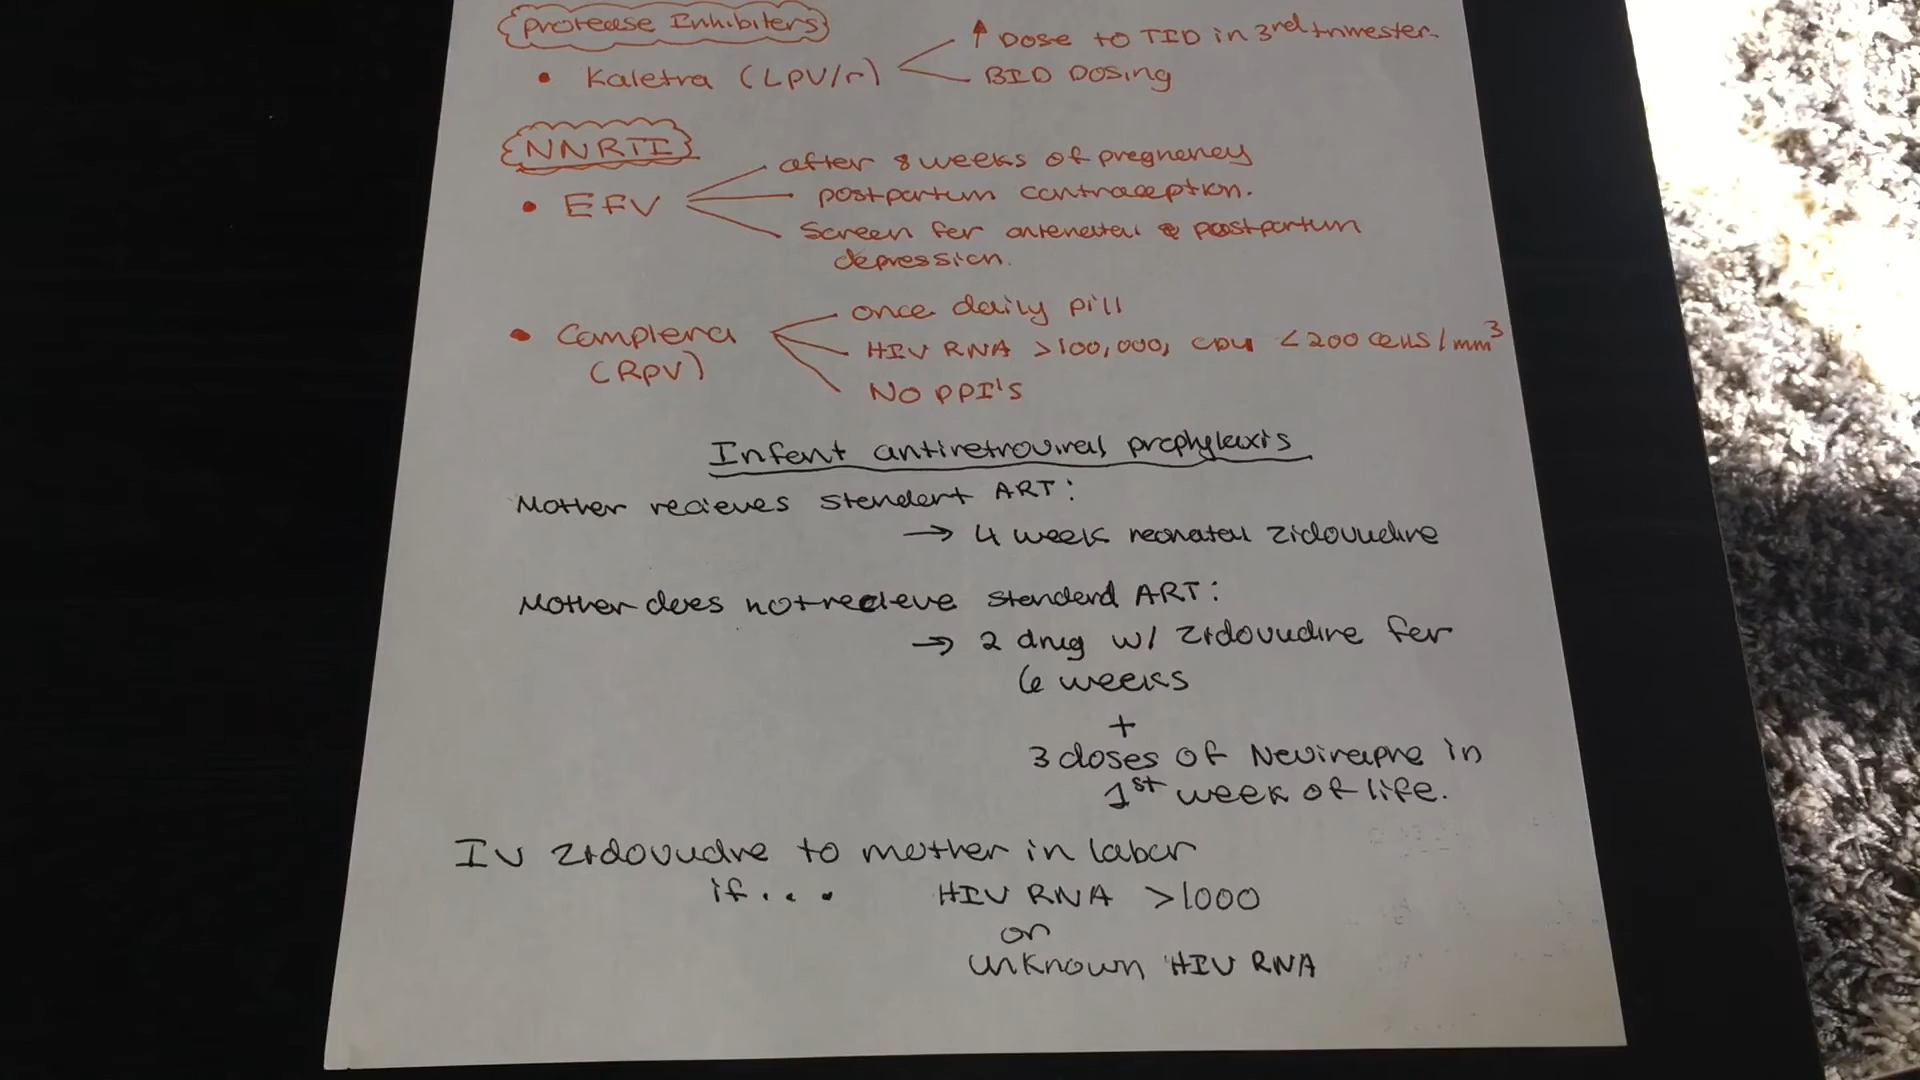 Protease Inhibiters
• Kaletra (LPV/r)
↑ Dose to TID in 3rd trimester.
BID Dosing
NNRTI
• EFV
after 8 weeks of pregnency
postpartum contraception.
Screen for antenatal & postpartum
depression.
• Complera
(RPV)
once daily pill
HIV RNA >100,000, CD4 <200 cells/mm³
NO PPI's
Infant antiretroviral prophylaxis
Mother recieves standert ART:
→ 4 week neonatal zidovudine
Mother does not recieve standard ART:
→ 2 drug w/ zidovudine for
6 weeks
+
3 doses of Nevirapine in
1st week of life.
IV zidovudine to mother in labor
if...
HIV RNA >1000
or
unknown HIV RNA